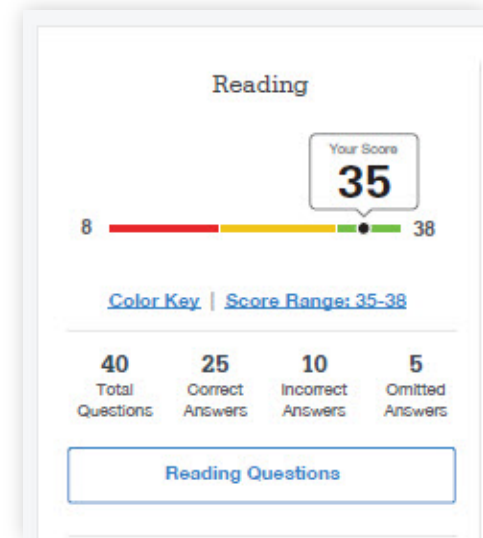 Reading
Your Score
35
8 38
Color Key | Score Range: 35-38
40 25 10 5
Total Correct Incorrect Omitted
Questions Answers Answers Answers
Reading Questions